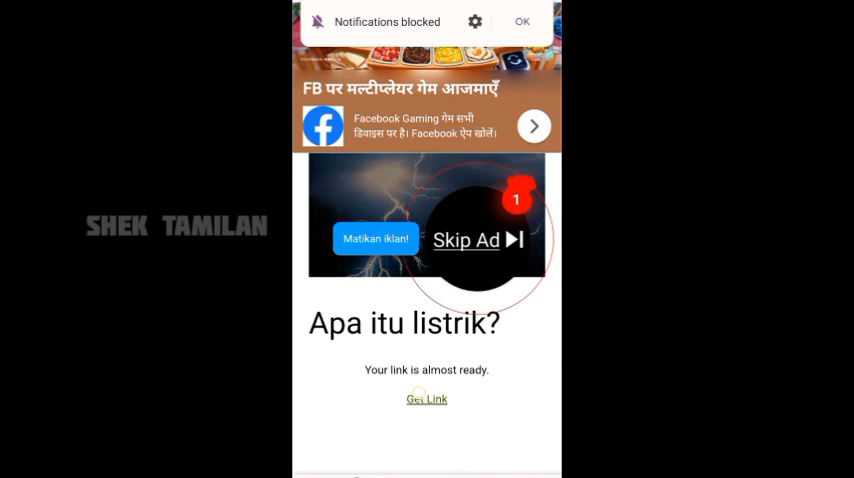 Notifications blocked
OK
FB पर मल्टीप्लेयर गेम आजमाएँ
Facebook Gaming गेम सभी
डिवाइस पर है। Facebook ऐप खोलें।
1
Matikan iklan!
Skip Ad
SHEK TAMILAN
Apa itu listrik?
Your link is almost ready.
Get Link